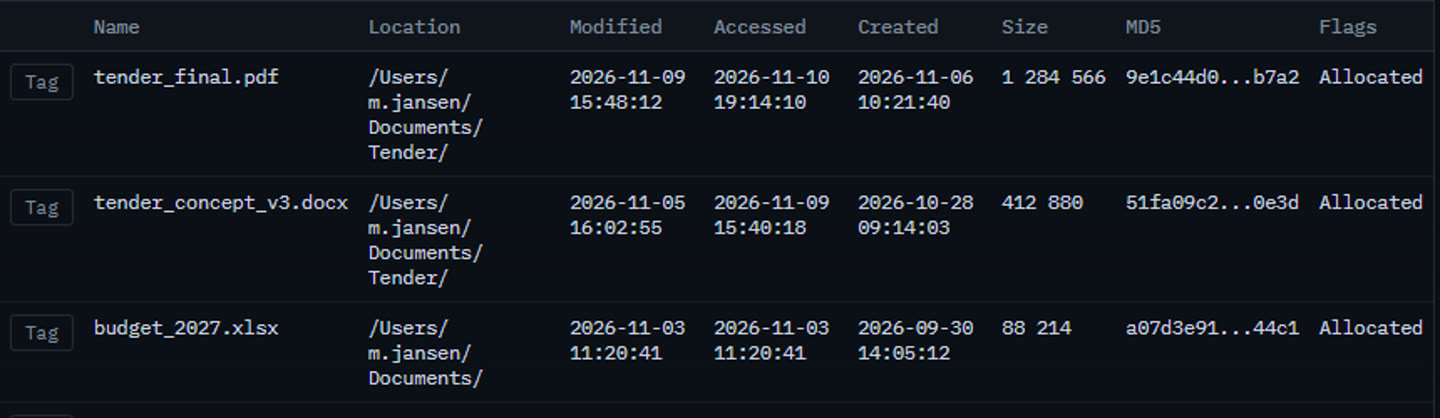 Name Location Modified Accessed Created Size MD5 Flags
Tag tender_final.pdf /Users/ 2026-11-09 2026-11-10 2026-11-06 1 284 566 9e1c44d0...b7a2 Allocated
m.jansen/ 15:48:12 19:14:10 10:21:40
Documents/
Tender/
Tag tender_concept_v3.docx /Users/ 2026-11-05 2026-11-09 2026-10-28 412 880 51fa09c2...0e3d Allocated
m.jansen/ 16:02:55 15:40:18 09:14:03
Documents/
Tender/
Tag budget_2027.xlsx /Users/ 2026-11-03 2026-11-03 2026-09-30 88 214 a07d3e91...44c1 Allocated
m.jansen/ 11:20:41 11:20:41 14:05:12
Documents/